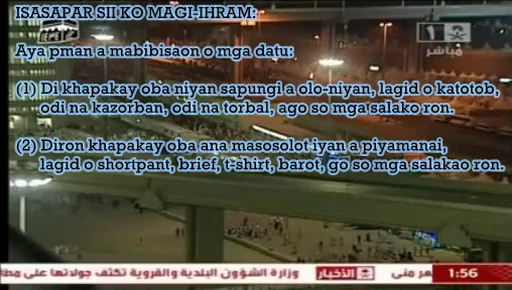 ISASAPAR SII KO MAGI-IHRAM:
Aya pman a mabibisaon o mga datu:
(1) Di khapakay oba niyan sapungi a olo-niyan, lagid o katotob,
odi na kazorban, odi na torbal, ago so mga salako ron.
(2) Diron khapakay oba ana masosolot iyan a piyamanai,
lagid o shortpant, brief, t-shirt, barot, go so mga salakao ron.
مباشر
وزارة الشؤون البلدية والقروية تكثف جولاتها على
الأخبار
منى
1:56